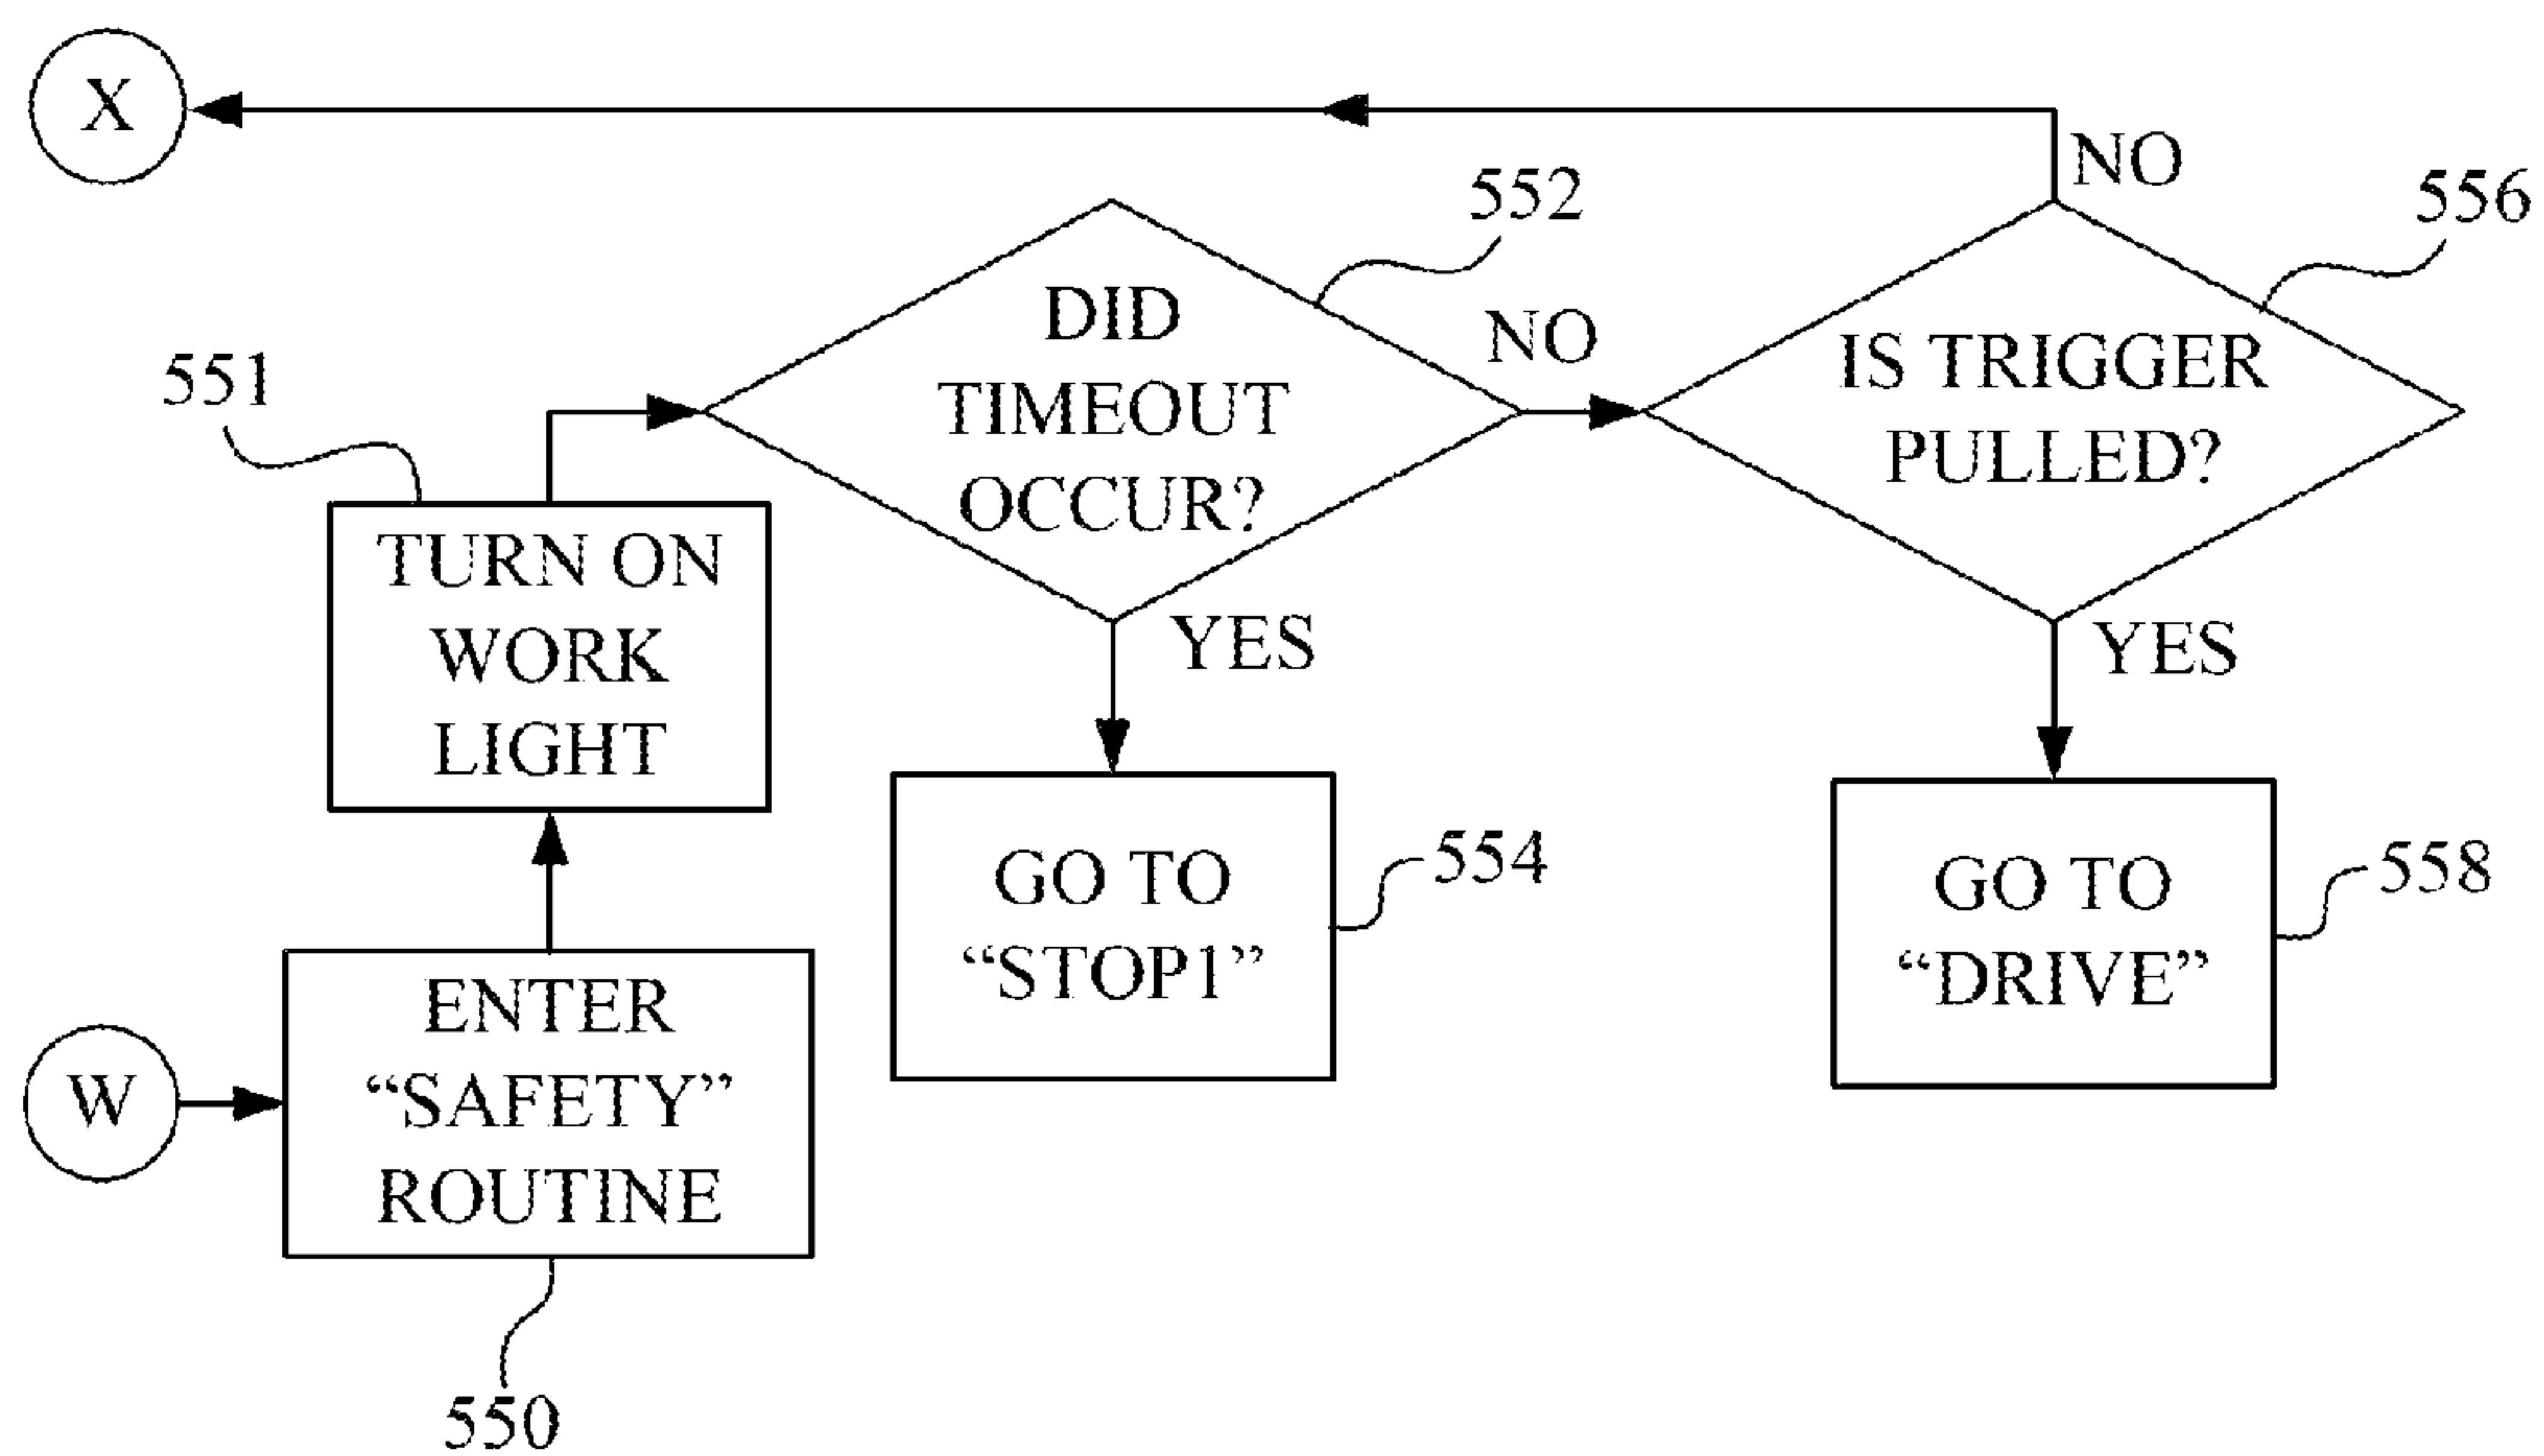 X
NO
552
556
DID
TIMEOUT
OCCUR?
NO
IS TRIGGER
PULLED?
551
TURN ON
WORK
LIGHT
YES
YES
GO TO
“STOP1”
554
GO TO
“DRIVE”
558
W
ENTER
“SAFETY”
ROUTINE
550